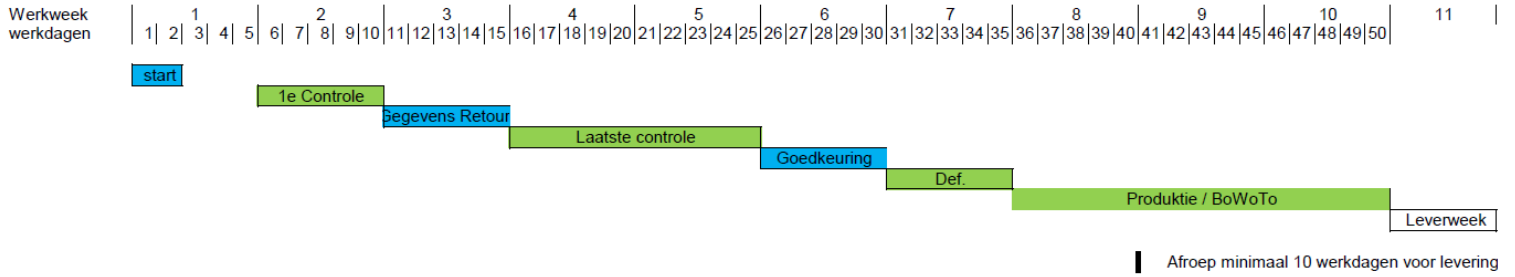 Werkweek 1 2 3 4 5 6 7 8 9 10 11
werkdagen 1 2 3 4 5 6 7 8 9 10 11 12 13 14 15 16 17 18 19 20 21 22 23 24 25 26 27 28 29 30 31 32 33 34 35 36 37 38 39 40 41 42 43 44 45 46 47 48 49 50
start
1e Controle
Gegevens Retour
Laatste controle
Goedkeuring
Def.
Produktie / BoWoTo
Leverweek
Afroep minimaal 10 werkdagen voor levering